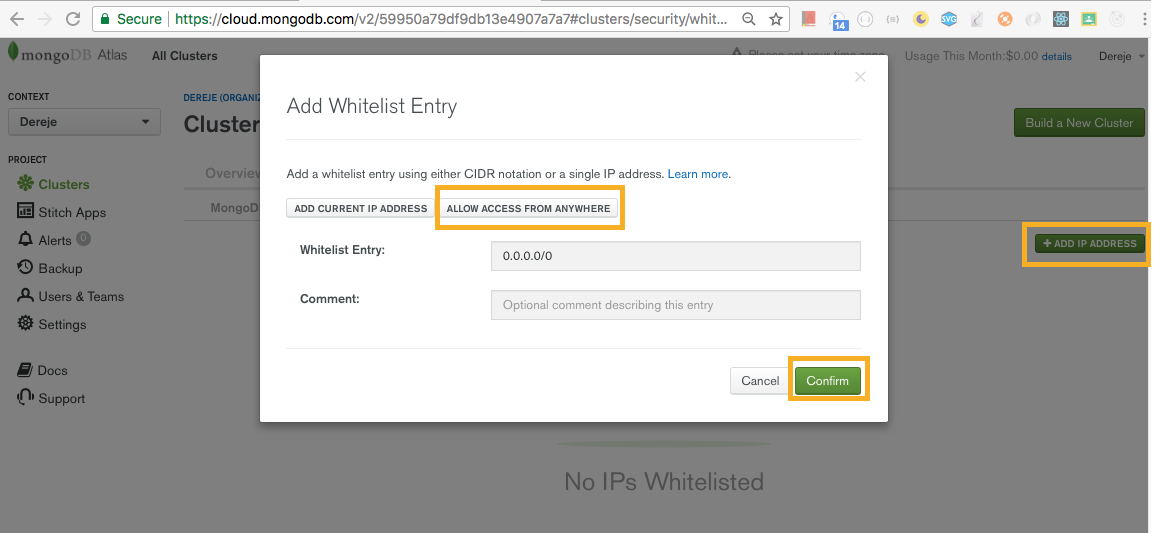 Secure https://cloud.mongodb.com/v2/59950a79df9db13e4907a7a7#clusters/security/whit...
14
mongoDB Atlas
All Clusters
Please set your time zone
Usage This Month:$0.00 details
Dereje
CONTEXT
DEREJE (ORGANIZ
Dereje
Cluster
Build a New Cluster
PROJECT
Clusters
Overview
Stitch Apps
MongoD
Alerts 0
+ ADD IP ADDRESS
Backup
Users & Teams
Settings
Docs
Support
×
Add Whitelist Entry
Add a whitelist entry using either CIDR notation or a single IP address. Learn more.
ADD CURRENT IP ADDRESS
ALLOW ACCESS FROM ANYWHERE
Whitelist Entry:
0.0.0.0/0
Comment:
Optional comment describing this entry
Cancel
Confirm
No IPs Whitelisted